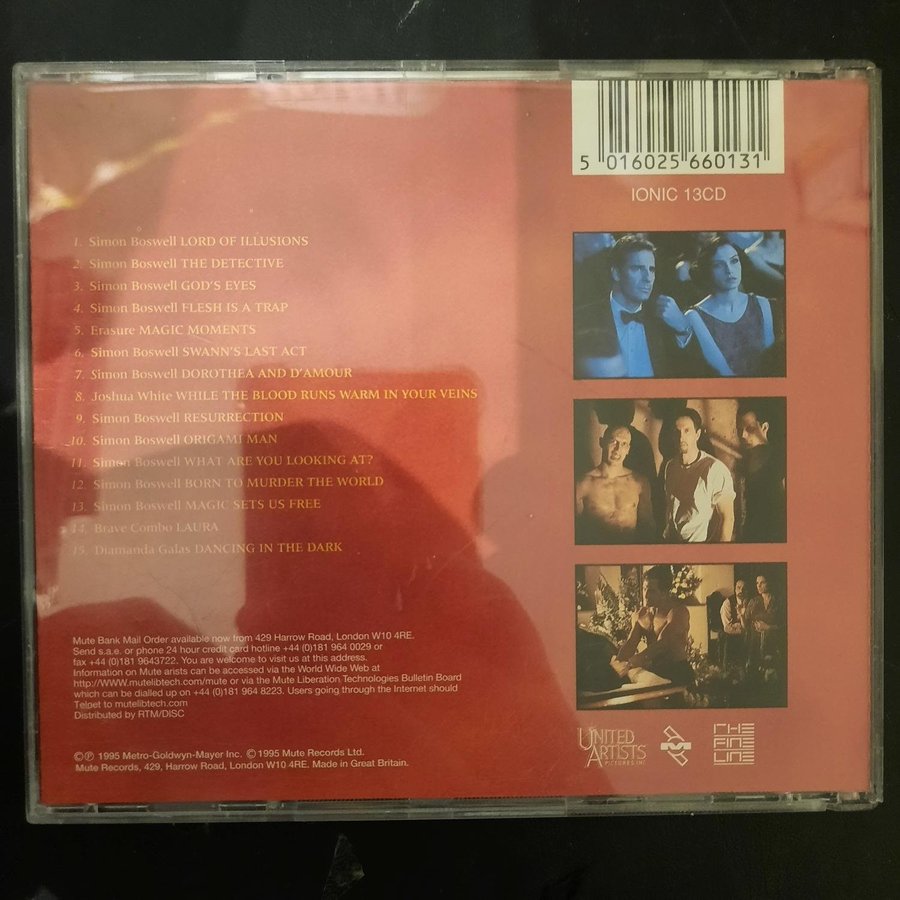 5 016025 660131
IONIC 13CD
1. Simon Boswell LORD OF ILLUSIONS
2. Simon Boswell THE DETECTIVE
3. Simon Boswell GOD'S EYES
4. Simon Boswell FLESH IS A TRAP
5. Erasure MAGIC MOMENTS
6. Simon Boswell SWANN'S LAST ACT
7. Simon Boswell DOROTHEA AND D'AMOUR
8. Joshua White WHILE THE BLOOD RUNS WARM IN YOUR VEINS
9. Simon Boswell RESURRECTION
10. Simon Boswell ORIGAMI MAN
11. Simon Boswell WHAT ARE YOU LOOKING AT?
12. Simon Boswell BORN TO MURDER THE WORLD
13. Simon Boswell MAGIC SETS US FREE
14. Brave Combo LAURA
15. Diamanda Galas DANCING IN THE DARK
Mute Bank Mail Order available now from 429 Harrow Road, London W10 4RE.
Send s.a.e. or phone 24 hour credit card hotline +44 (0)181 964 0029 or
fax +44 (0)181 9643722. You are welcome to visit us at this address.
Information on Mute arists can be accessed via the World Wide Web at
http://WWW.mutelibtech.com/mute or via the Mute Liberation Technologies Bulletin Board
which can be dialled up on +44 (0)181 964 8223. Users going through the Internet should
Telnet to mutelibtech.com
Distributed by RTM/DISC
©℗ 1995 Metro-Goldwyn-Mayer Inc. ©1995 Mute Records Ltd.
Mute Records, 429, Harrow Road, London W10 4RE. Made in Great Britain.
UNITED
ARTISTS
PICTURES INC
THE
FINE
LINE